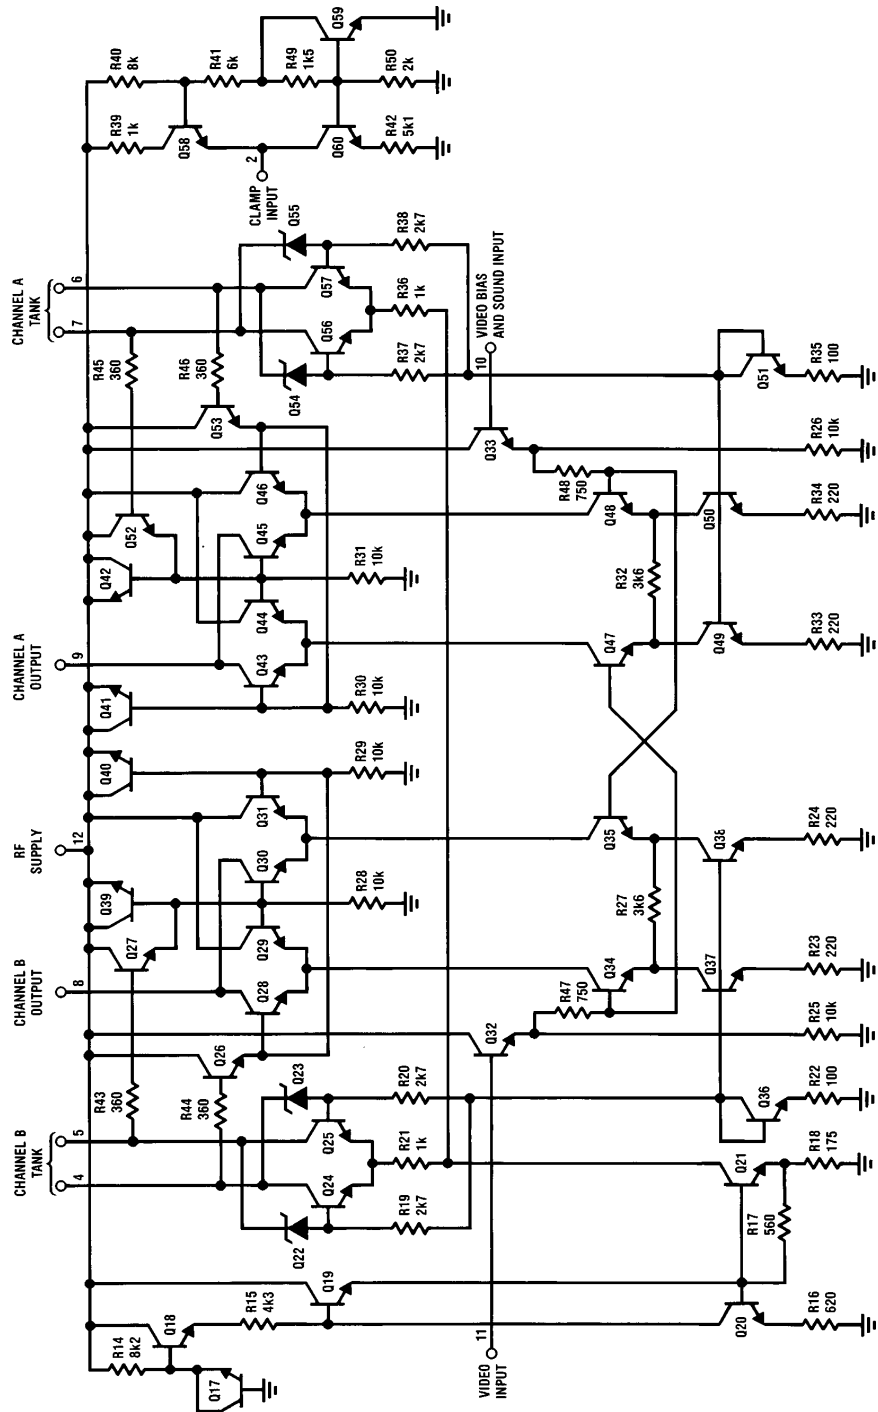 CHANNEL B
TANK
4
5
CHANNEL B
OUTPUT
8
RF
SUPPLY
12
CHANNEL A
OUTPUT
9
CHANNEL A
TANK
7
6
R14
8k2
Q17
Q18
R15
4k3
Q19
Q20
R16
620
R17
560
Q21
R18
175
VIDEO
INPUT
11
R43
360
R44
360
Q22
Q23
Q24
Q25
R19
2k7
R21
1k
R20
2k7
Q26
Q27
Q28
Q29
Q30
Q31
Q39
Q40
R28
10k
R29
10k
Q32
R47
750
Q34
R27
3k6
Q35
Q36
R22
100
R25
10k
Q37
R23
220
Q38
R24
220
Q41
Q42
Q43
Q44
Q45
Q46
R30
10k
R31
10k
Q52
Q53
R45
360
R46
360
Q54
Q55
Q56
Q57
R37
2k7
R36
1k
R38
2k7
Q33
10
VIDEO BIAS
AND SOUND INPUT
R48
750
Q47
R32
3k6
Q48
Q49
R33
220
Q50
R34
220
R26
10k
Q51
R35
100
R39
1k
R40
8k
Q58
R41
6k
R49
1k5
Q59
CLAMP
INPUT
2
Q60
R42
5k1
R50
2k